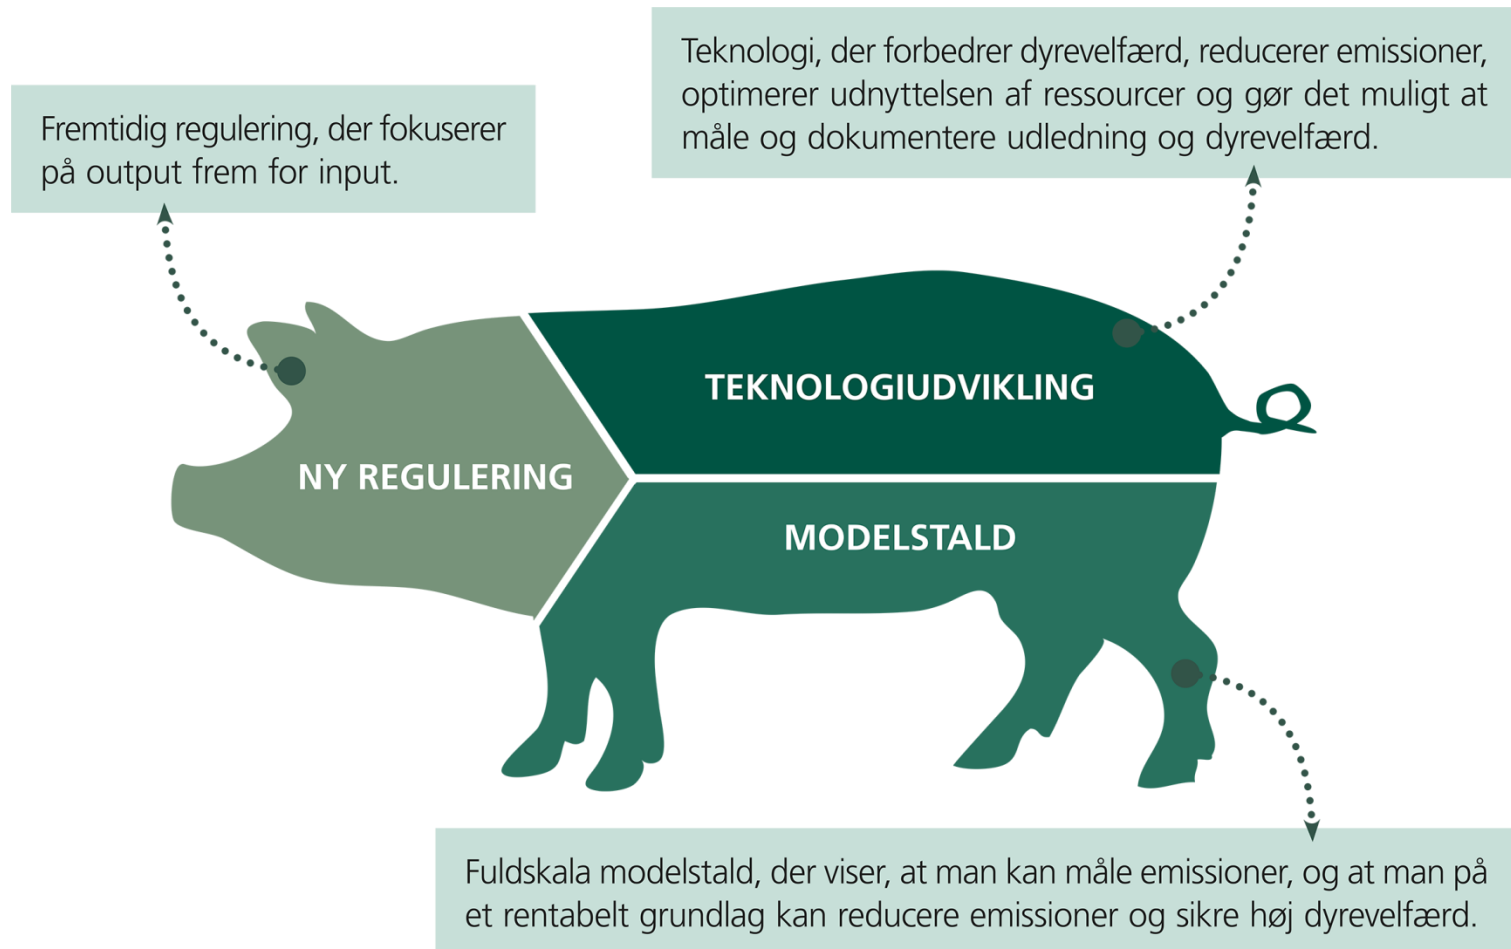 Teknologi, der forbedrer dyrevelfærd, reducerer emissioner,
optimerer udnyttelsen af ressourcer og gør det muligt at
måle og dokumentere udledning og dyrevelfærd.
Fremtidig regulering, der fokuserer
på output frem for input.
TEKNOLOGIUDVIKLING
NY REGULERING
MODELSTALD
Fuldskala modelstald, der viser, at man kan måle emissioner, og at man på
et rentabelt grundlag kan reducere emissioner og sikre høj dyrevelfærd.